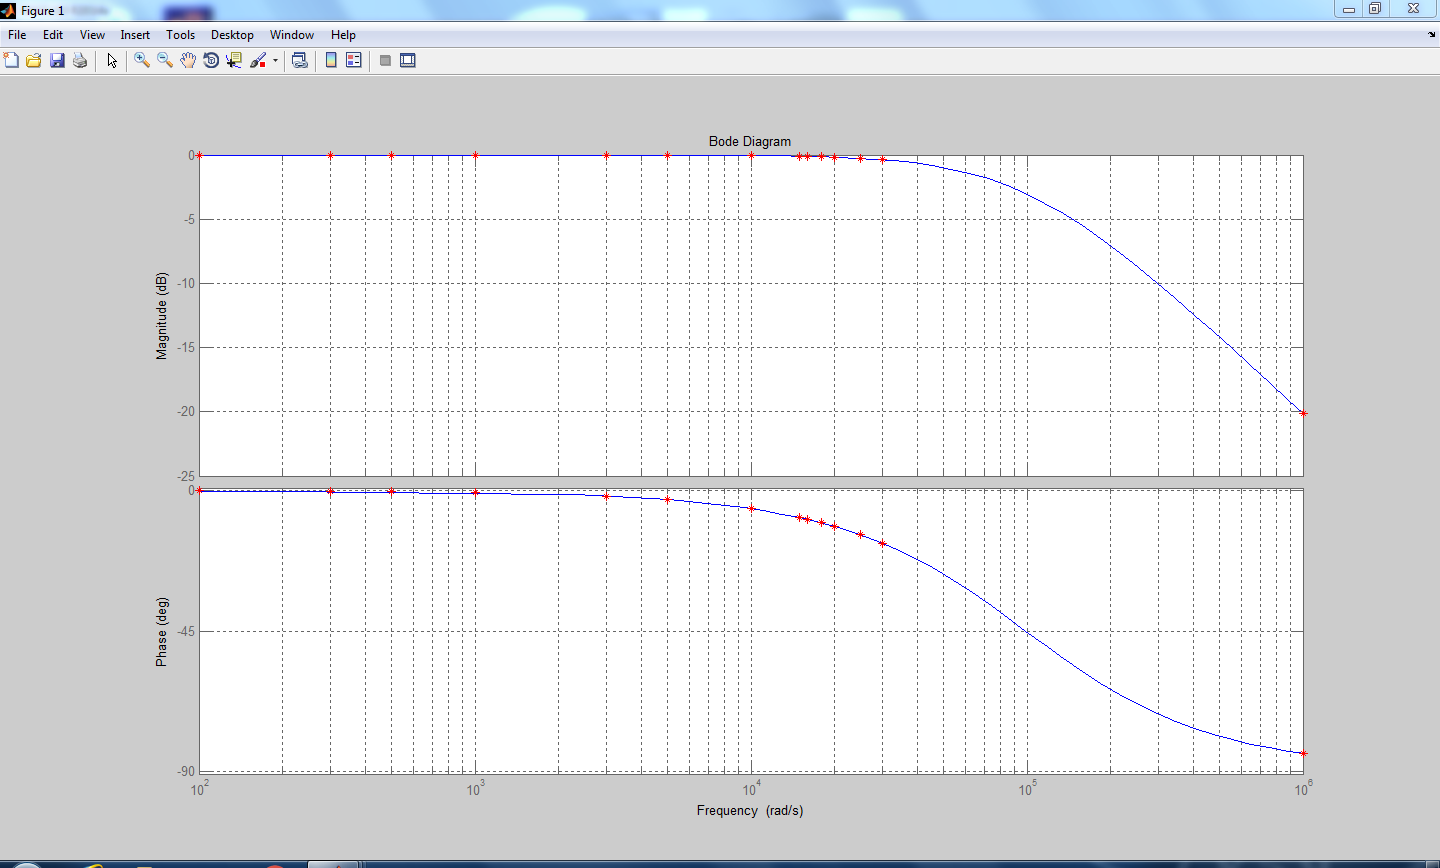 Figure 1
File Edit View Insert Tools Desktop Window Help
Bode Diagram
0
-5
-10
-15
-20
-25
Magnitude (dB)
0
-45
-90
Phase (deg)
10^2 10^3 10^4 10^5 10^6
Frequency (rad/s)